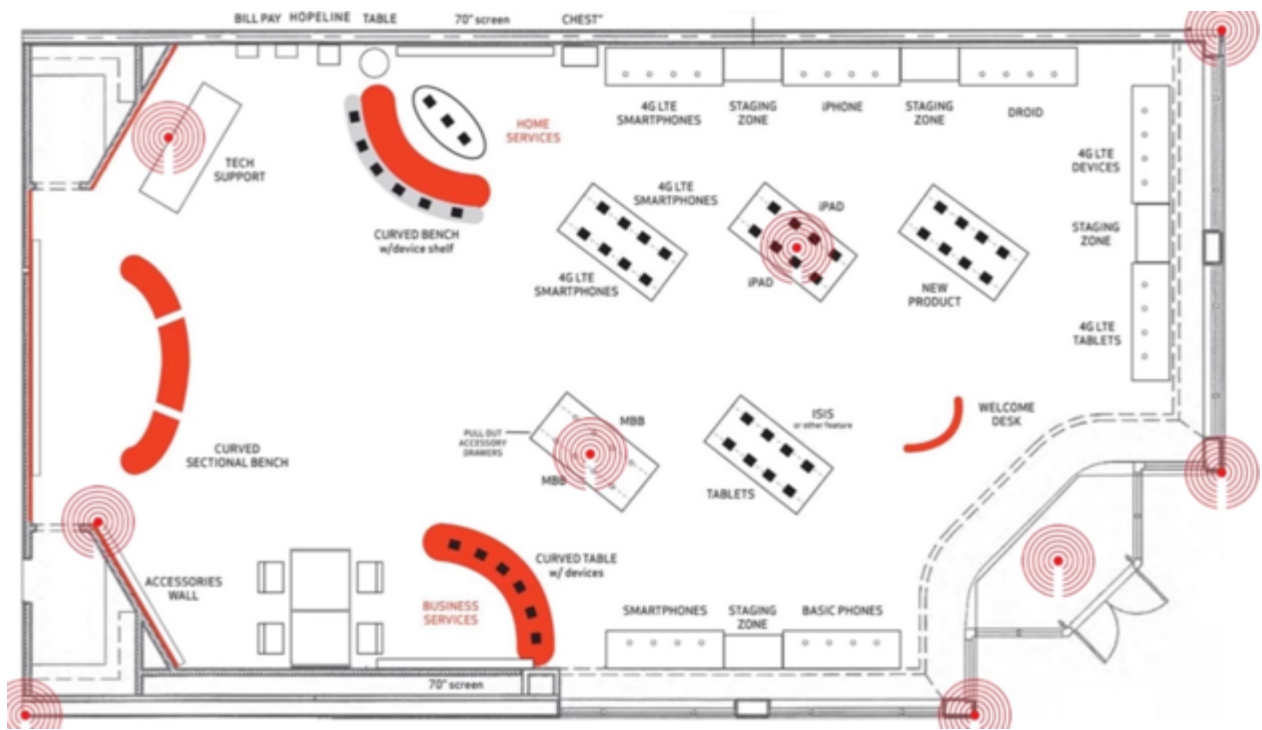 BILL PAY HOPELINE TABLE 70" screen CHEST"
4G LTE
SMARTPHONES
STAGING
ZONE
iPHONE
STAGING
ZONE
DROID
HOME
SERVICES
TECH
SUPPORT
4G LTE
DEVICES
4G LTE
SMARTPHONES
iPAD
CURVED BENCH
w/device shelf
STAGING
ZONE
4G LTE
SMARTPHONES
iPAD
NEW
PRODUCT
4G LTE
TABLETS
WELCOME
DESK
MBB
ISIS
or other feature
PULL OUT
ACCESSORY
DRAWERS
CURVED
SECTIONAL BENCH
MBB
TABLETS
CURVED TABLE
w/ devices
ACCESSORIES
WALL
BUSINESS
SERVICES
SMARTPHONES
STAGING
ZONE
BASIC PHONES
70" screen